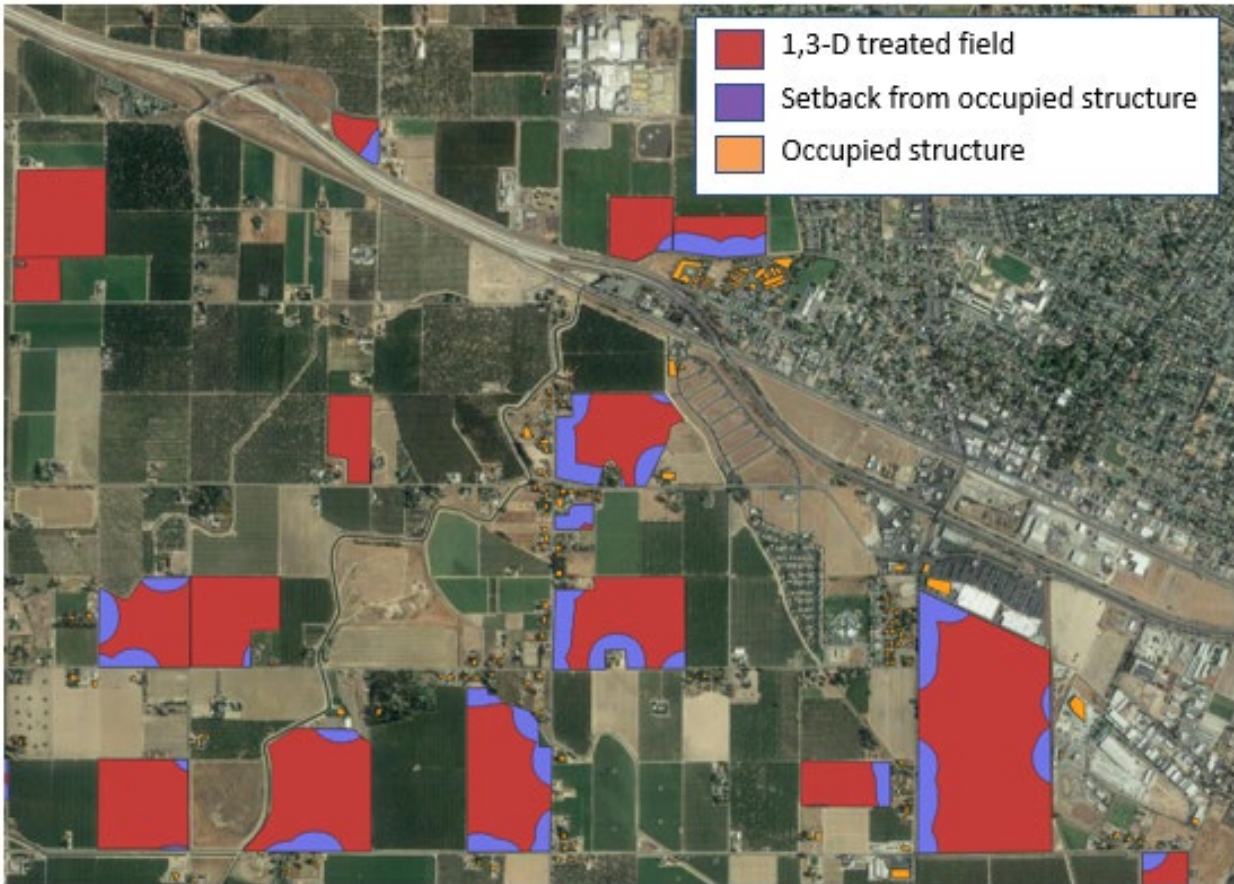 1,3-D treated field
Setback from occupied structure
Occupied structure